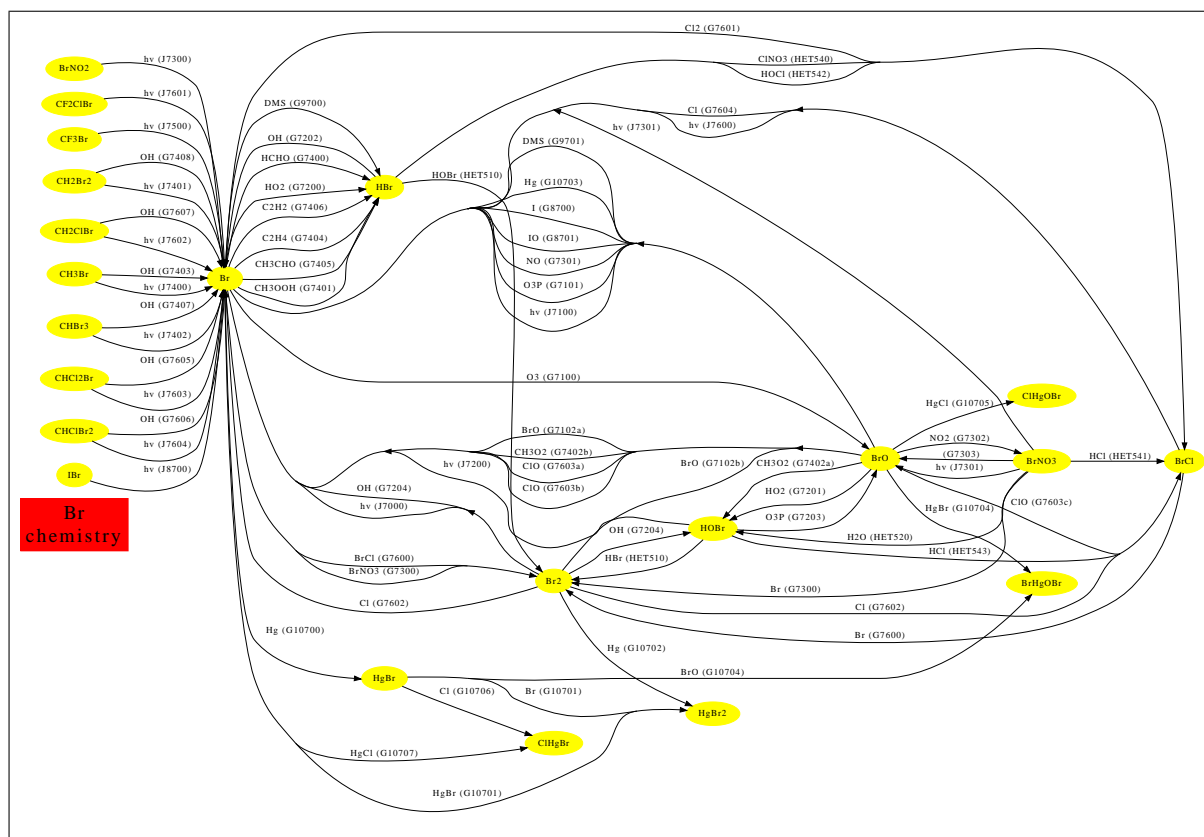 Cl2 (G7601)
BrNO2
hv (J7300)
ClNO3 (HET540)
HOCl (HET542)
CF2ClBr
hv (J7601)
DMS (G9700)
Cl (G7604)
hv (J7600)
hv (J7301)
CF3Br
hv (J7500)
OH (G7202)
DMS (G9701)
CH2Br2
OH (G7408)
hv (J7401)
HCHO (G7400)
HBr
HOBr (HET510)
HO2 (G7200)
Hg (G10703)
C2H2 (G7406)
I (G8700)
CH2ClBr
OH (G7607)
hv (J7602)
C2H4 (G7404)
IO (G8701)
NO (G7301)
CH3Br
OH (G7403)
hv (J7400)
Br
CH3CHO (G7405)
CH3OOH (G7401)
O3P (G7101)
hv (J7100)
CHBr3
OH (G7407)
hv (J7402)
CHCl2Br
OH (G7605)
hv (J7603)
O3 (G7100)
ClHgOBr
HgCl (G10705)
CHClBr2
OH (G7606)
hv (J7604)
BrO (G7102a)
CH3O2 (G7402b)
ClO (G7603a)
ClO (G7603b)
hv (J7200)
BrO (G7102b)
CH3O2 (G7402a)
BrO
NO2 (G7302)
(G7303)
hv (J7301)
BrNO3
HCl (HET541)
BrCl
IBr
hv (J8700)
OH (G7204)
hv (J7000)
HO2 (G7201)
O3P (G7203)
HgBr (G10704)
ClO (G7603c)
Br
chemistry
OH (G7204)
HOBr
H2O (HET520)
HCl (HET543)
BrCl (G7600)
BrNO3 (G7300)
HBr (HET510)
Br2
Br (G7300)
BrHgOBr
Cl (G7602)
Cl (G7602)
Hg (G10700)
Hg (G10702)
Br (G7600)
HgBr
BrO (G10704)
Cl (G10706)
Br (G10701)
HgBr2
HgCl (G10707)
ClHgBr
HgBr (G10701)